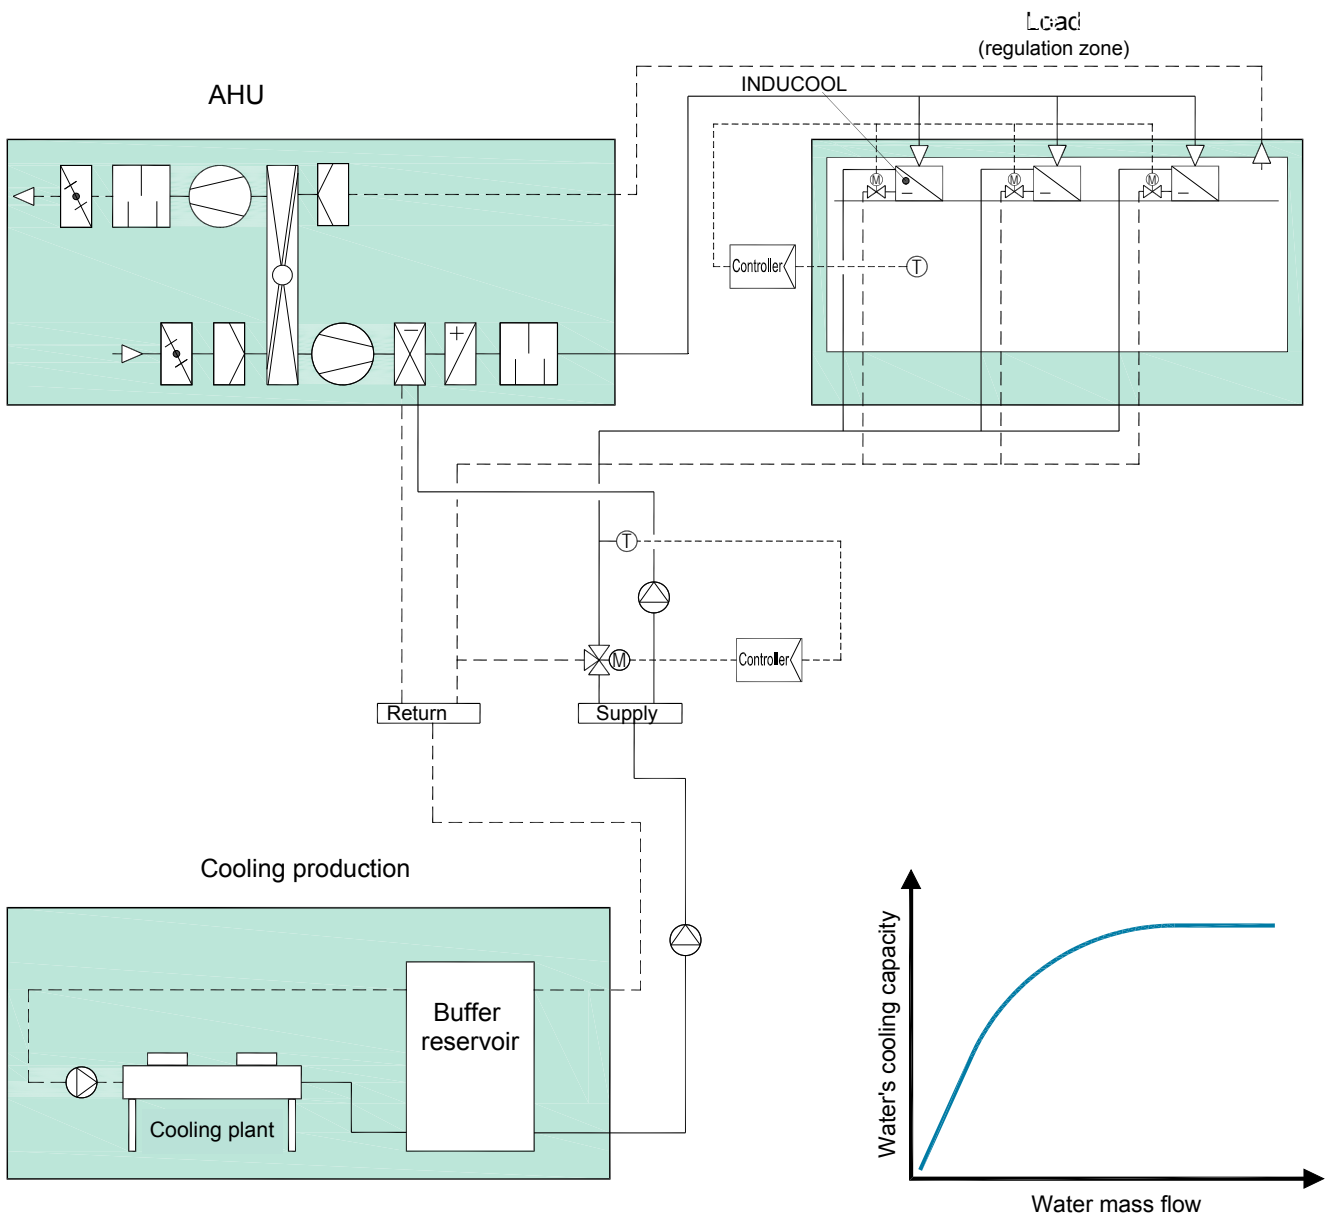 Load
(regulation zone)
AHU
INDUCOOL
M
M
M
Controller
T
T
M
Controller
Return
Supply
Cooling production
Buffer
reservoir
Cooling plant
Water's cooling capacity
Water mass flow